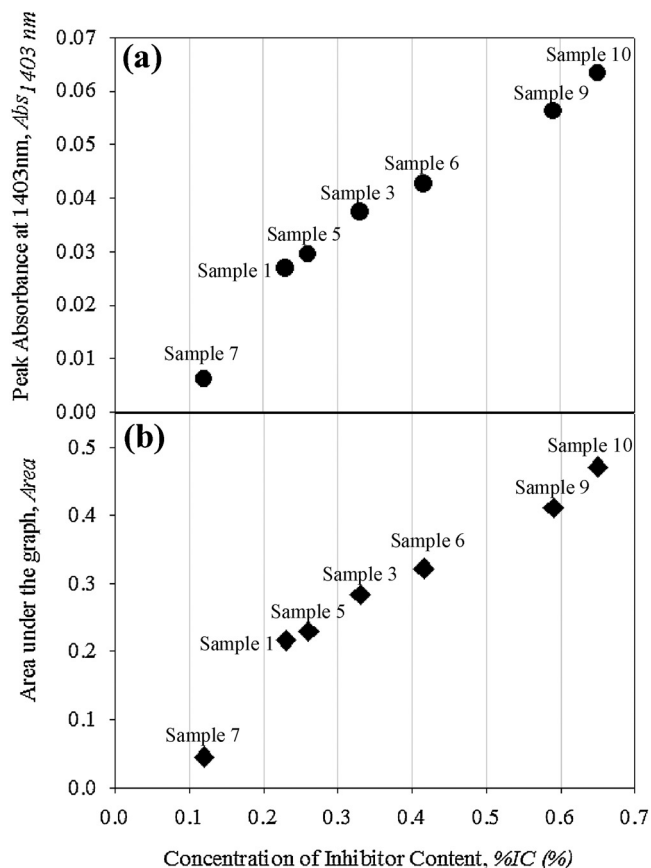 0.07
(a)
Sample 10
0.06
Sample 9
0.05
Sample 6
0.04
Sample 3
0.03
Sample 5
Sample 1
0.02
0.01
Sample 7
0.00
Peak Absorbance at 1403nm, Abs1403 nm
(b)
0.5
Sample 10
Sample 9
0.4
Sample 6
0.3
Sample 3
Sample 5
0.2
Sample 1
0.1
Sample 7
0.0
Area under the graph, Area
0.0 0.1 0.2 0.3 0.4 0.5 0.6 0.7
Concentration of Inhibitor Content, %IC (%)